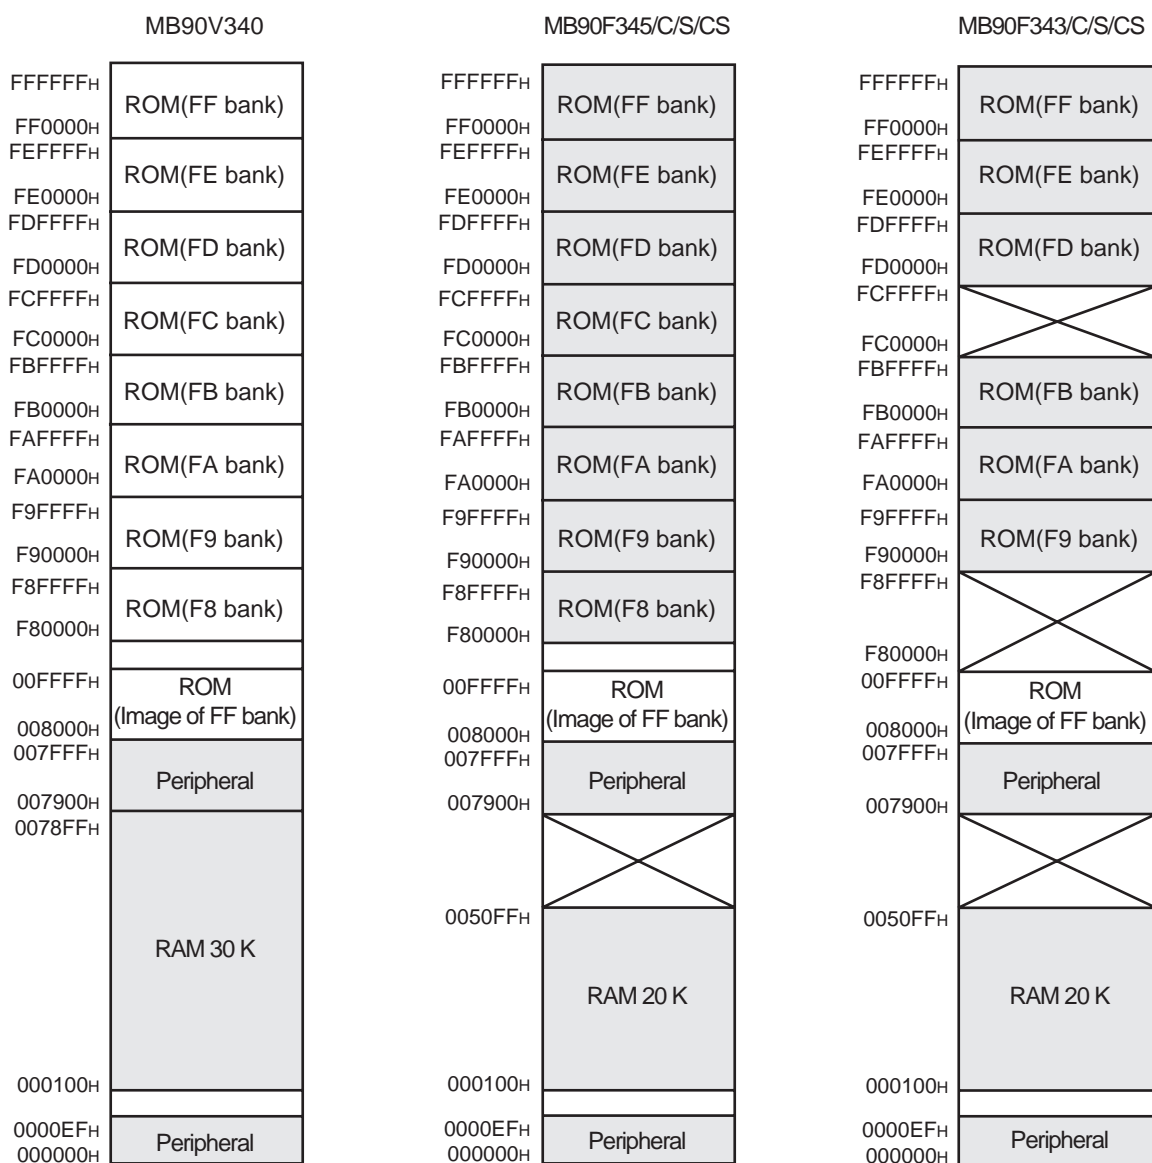 MB90V340
FFFFFFH
ROM(FF bank)
FF0000H
FEFFFFH
ROM(FE bank)
FE0000H
FDFFFFH
ROM(FD bank)
FD0000H
FCFFFFH
ROM(FC bank)
FC0000H
FBFFFFH
ROM(FB bank)
FB0000H
FAFFFFH
ROM(FA bank)
FA0000H
F9FFFFH
ROM(F9 bank)
F90000H
F8FFFFH
ROM(F8 bank)
F80000H
00FFFFH
ROM
(Image of FF bank)
008000H
007FFFH
Peripheral
007900H
0078FFH
RAM 30 K
000100H
0000EFH
Peripheral
000000H
MB90F345/C/S/CS
FFFFFFH
ROM(FF bank)
FF0000H
FEFFFFH
ROM(FE bank)
FE0000H
FDFFFFH
ROM(FD bank)
FD0000H
FCFFFFH
ROM(FC bank)
FC0000H
FBFFFFH
ROM(FB bank)
FB0000H
FAFFFFH
ROM(FA bank)
FA0000H
F9FFFFH
ROM(F9 bank)
F90000H
F8FFFFH
ROM(F8 bank)
F80000H
00FFFFH
ROM
(Image of FF bank)
008000H
007FFFH
Peripheral
007900H
0050FFH
RAM 20 K
000100H
0000EFH
Peripheral
000000H
MB90F343/C/S/CS
FFFFFFH
ROM(FF bank)
FF0000H
FEFFFFH
ROM(FE bank)
FE0000H
FDFFFFH
ROM(FD bank)
FD0000H
FCFFFFH
FC0000H
FBFFFFH
ROM(FB bank)
FB0000H
FAFFFFH
ROM(FA bank)
FA0000H
F9FFFFH
ROM(F9 bank)
F90000H
F8FFFFH
F80000H
00FFFFH
ROM
(Image of FF bank)
008000H
007FFFH
Peripheral
007900H
0050FFH
RAM 20 K
000100H
0000EFH
Peripheral
000000H